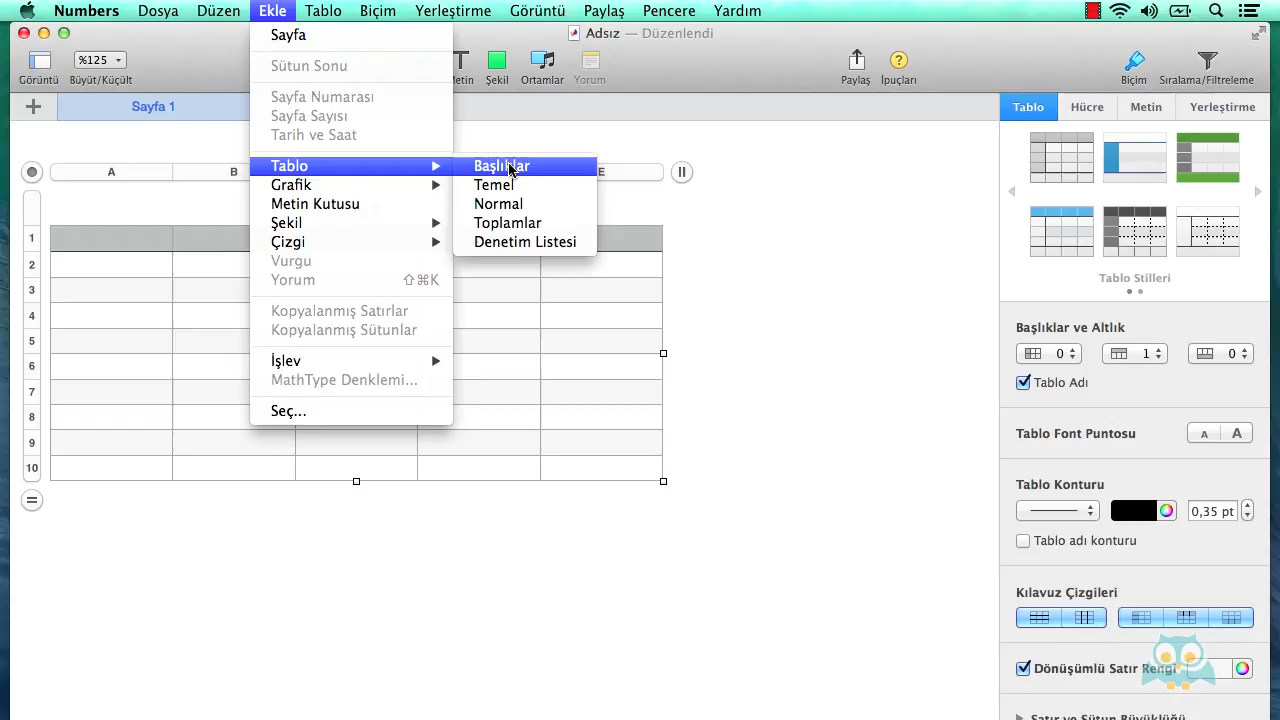 Numbers Dosya Düzen Ekle Tablo Biçim Yerleştirme Görüntü Paylaş Pencere Yardım
Adsız — Düzenlendi
%125
Görüntü Büyüt/Küçült Şekil Ortamlar Yorum Paylaş İpuçları Biçim Sıralama/Filtreleme
Sayfa 1
Sayfa
Sütun Sonu
Sayfa Numarası
Sayfa Sayısı
Tarih ve Saat
Tablo
Grafik
Metin Kutusu
Şekil
Çizgi
Vurgu
Yorum ⇧⌘K
Kopyalanmış Satırlar
Kopyalanmış Sütunlar
İşlev
MathType Denklemi...
Seç...
Başlıklar
Temel
Normal
Toplamlar
Denetim Listesi
A B E
1
2
3
4
5
6
7
8
9
10
Tablo Hücre Metin Yerleştirme
Tablo Stilleri
Başlıklar ve Altlık
0 1 0
Tablo Adı
Tablo Font Puntosu A A
Tablo Konturu
0,35 pt
Tablo adı konturu
Kılavuz Çizgileri
Dönüşümlü Satır Rengi
Satır ve Sütun Büyüklüğü